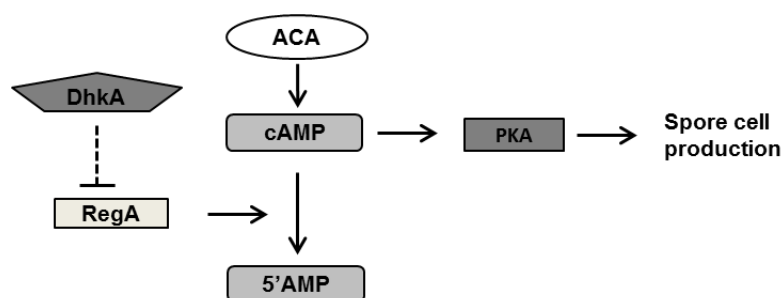 ACA
DhkA
cAMP
PKA
Spore cell
production
RegA
5’AMP